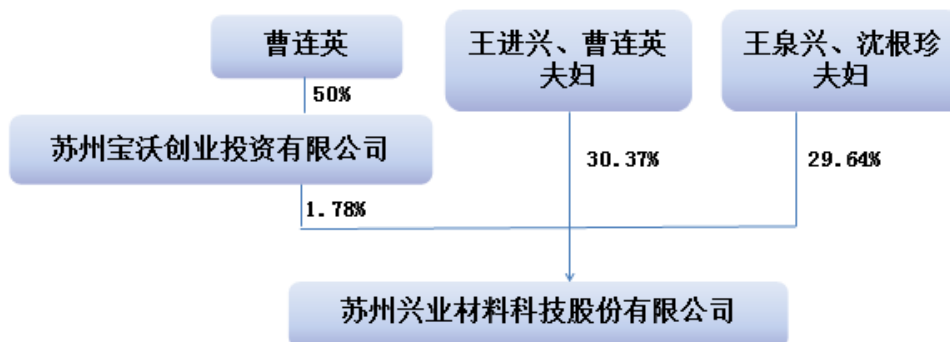 曹连英
王进兴、曹连英
夫妇
王泉兴、沈根珍
夫妇
50%
苏州宝沃创业投资有限公司
30.37%
29.64%
1.78%
苏州兴业材料科技股份有限公司